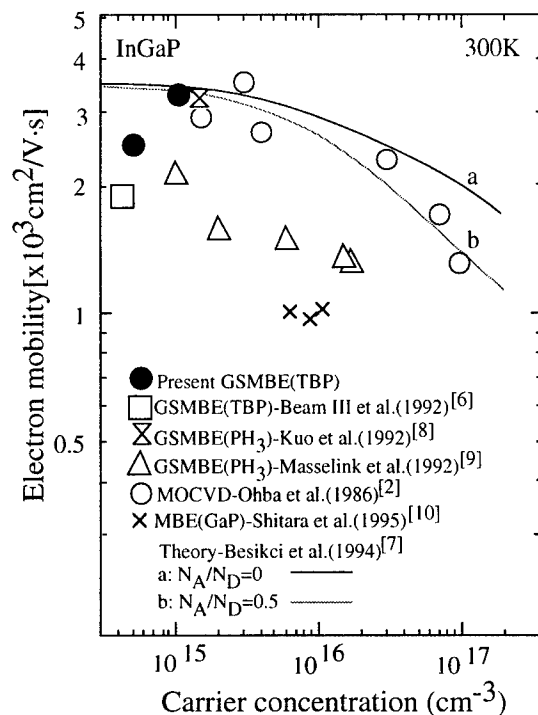 InGaP 300K
5
4
3
2
1
0.5
Electron mobility[x10³cm²/V·s]
a
b
Present GSMBE(TBP)
GSMBE(TBP)-Beam III et al.(1992)[6]
GSMBE(PH₃)-Kuo et al.(1992)[8]
GSMBE(PH₃)-Masselink et al.(1992)[9]
MOCVD-Ohba et al.(1986)[2]
MBE(GaP)-Shitara et al.(1995)[10]
Theory-Besikci et al.(1994)[7]
a: N_A/N_D=0
b: N_A/N_D=0.5
10¹⁵ 10¹⁶ 10¹⁷
Carrier concentration (cm⁻³)